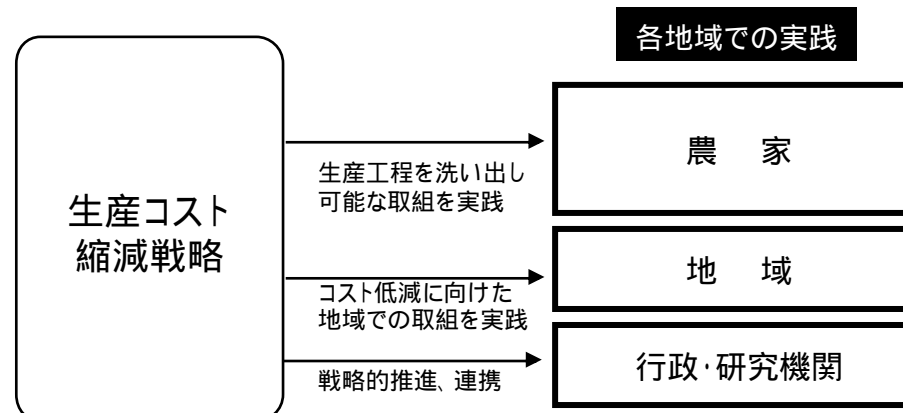 各地域での実践
生産コスト
縮減戦略
生産工程を洗い出し
可能な取組を実践
農　家
コスト低減に向けた
地域での取組を実践
地　域
戦略的推進、連携
行政・研究機関